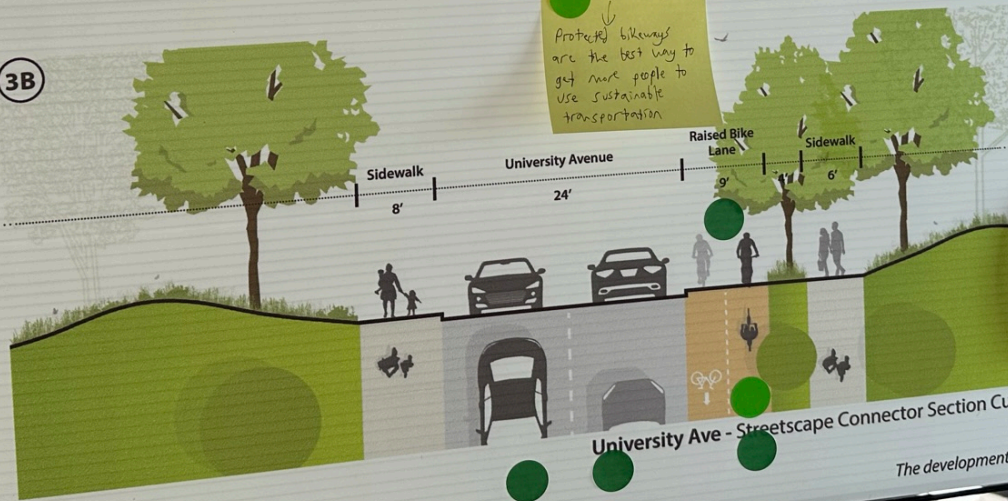 3B
Protected bikeways
are the best way to
get more people to
use sustainable
transportation
Raised Bike
Lane
Sidewalk
University Avenue
Sidewalk
8'
24'
9'
4'
6'
University Ave - Streetscape Connector Section Cu
The development